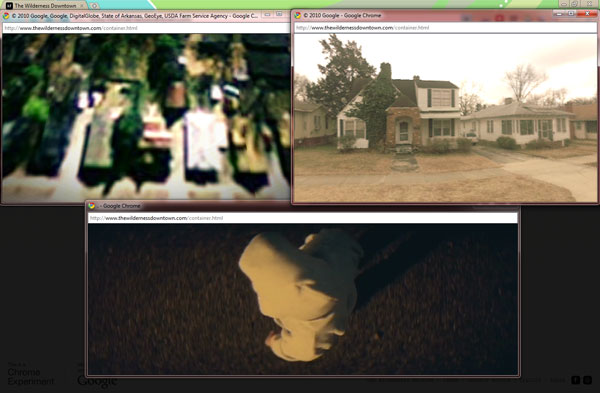 The Wilderness Downtown
© 2010 Google, Google, DigitalGlobe, State of Arkansas, GeoEye, USDA Farm Service Agency - Google C...
http://www.thewildernessdowntown.com/container.html
© 2010 Google - Google Chrome
http://www.thewildernessdowntown.com/container.html
- Google Chrome
http://www.thewildernessdowntown.com/container.html
Chrome
Experiment
Google